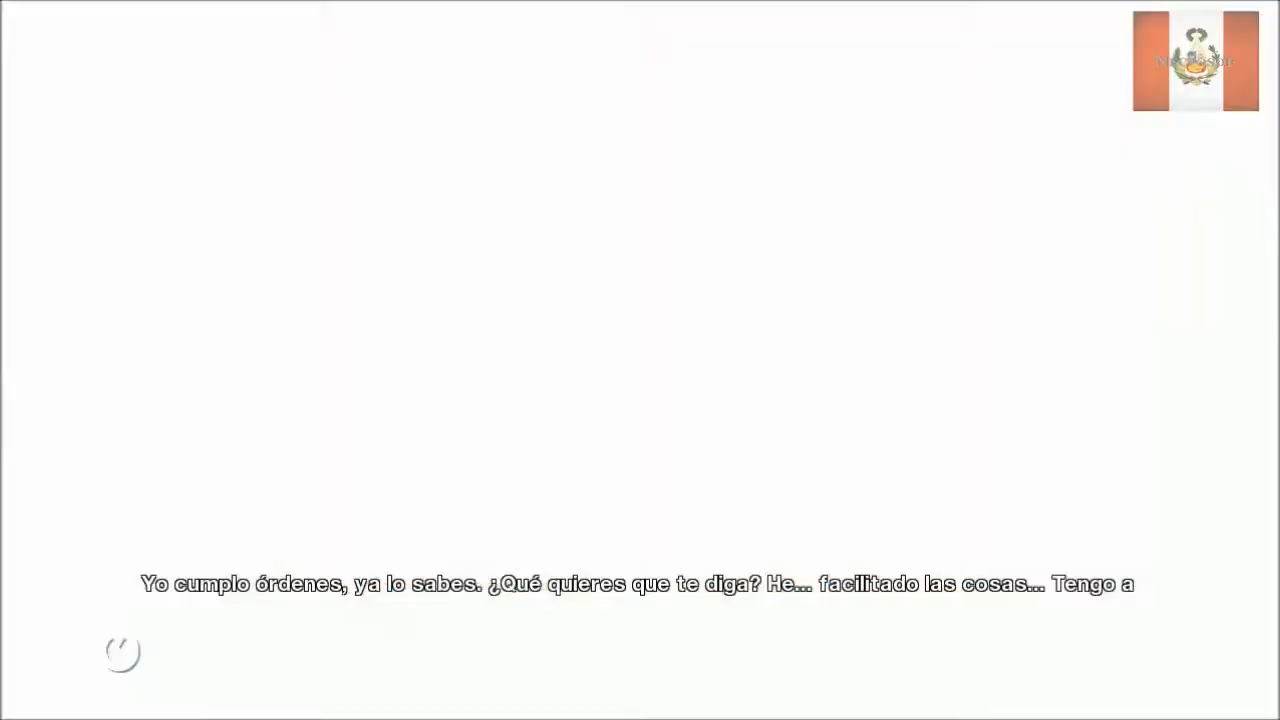 Yo cumplo órdenes, ya lo sabes. ¿Qué quieres que te diga? He... facilitado las cosas... Tengo a